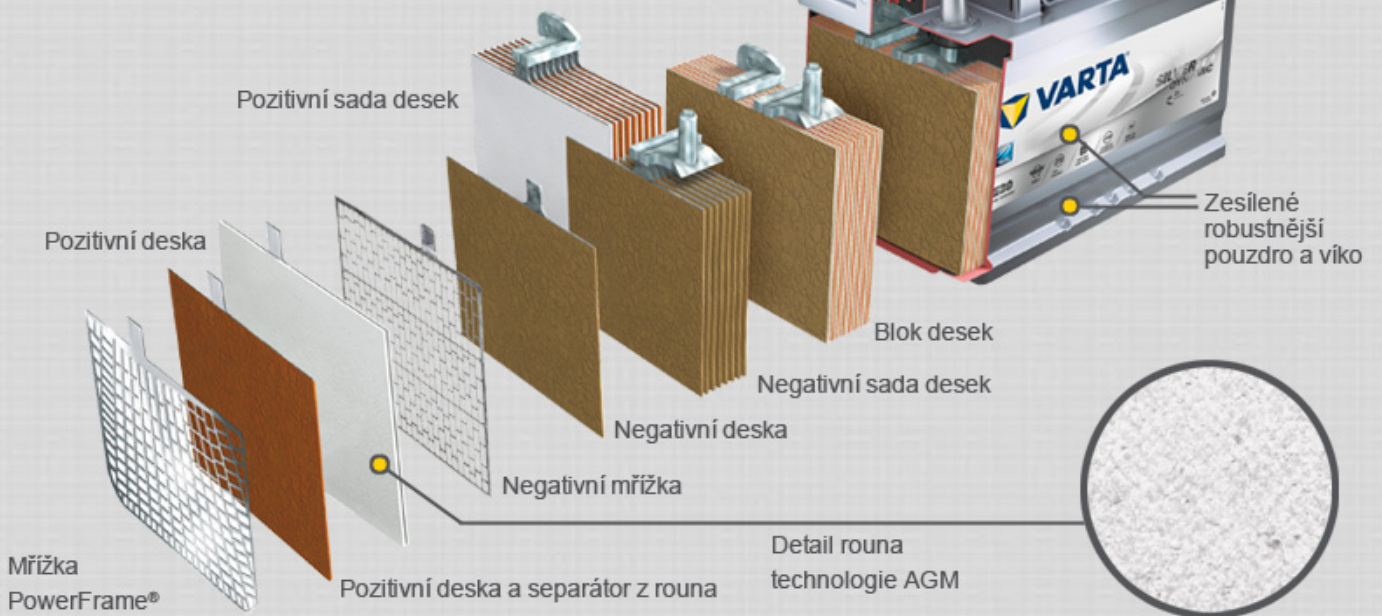 Pozitivní sada desek
VARTA
SILVER
Pozitivní deska
Zesílené
robustnější
pouzdro a víko
Blok desek
Negativní sada desek
Negativní deska
Negativní mřížka
Detail rouna
technologie AGM
Mřížka
PowerFrame®
Pozitivní deska a separátor z rouna